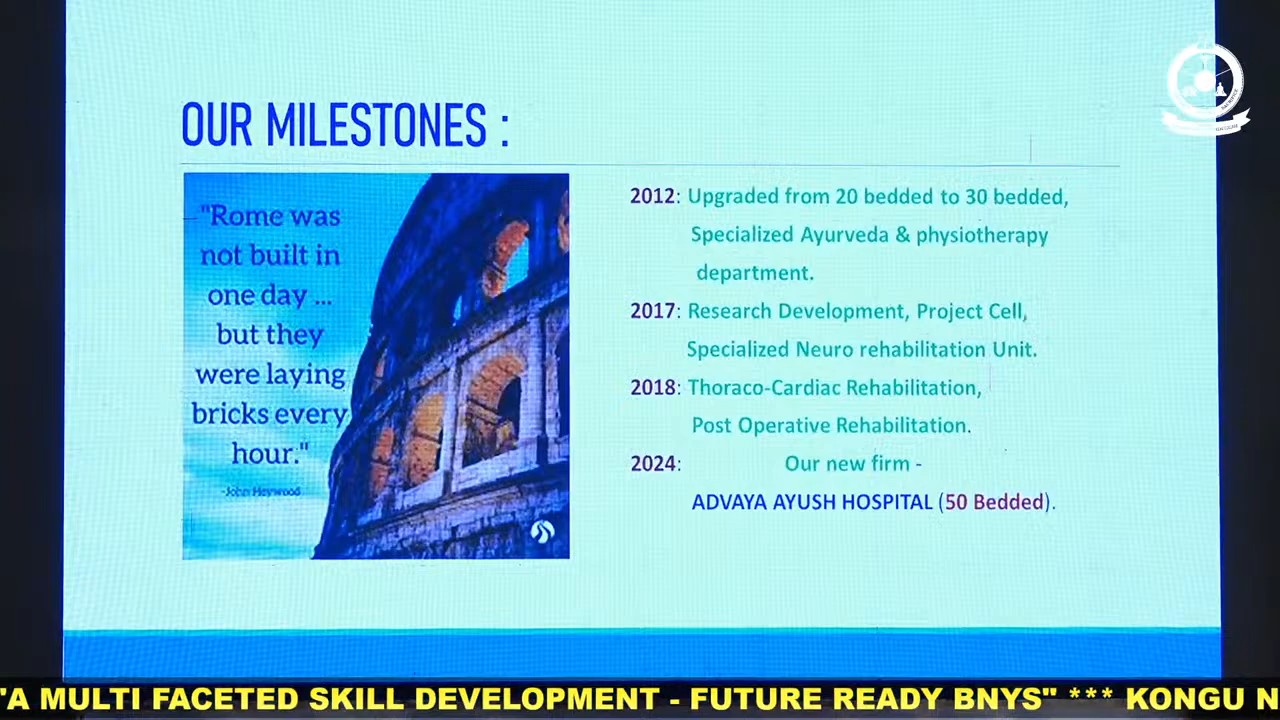 OUR MILESTONES :
"Rome was
not built in
one day ...
but they
were laying
bricks every
hour."
-John Heywood
2012: Upgraded from 20 bedded to 30 bedded,
Specialized Ayurveda & physiotherapy
department.
2017: Research Development, Project Cell,
Specialized Neuro rehabilitation Unit.
2018: Thoraco-Cardiac Rehabilitation,
Post Operative Rehabilitation.
2024: Our new firm -
ADVAYA AYUSH HOSPITAL (50 Bedded).
"A MULTI FACETED SKILL DEVELOPMENT - FUTURE READY BNYS" *** KONGU N